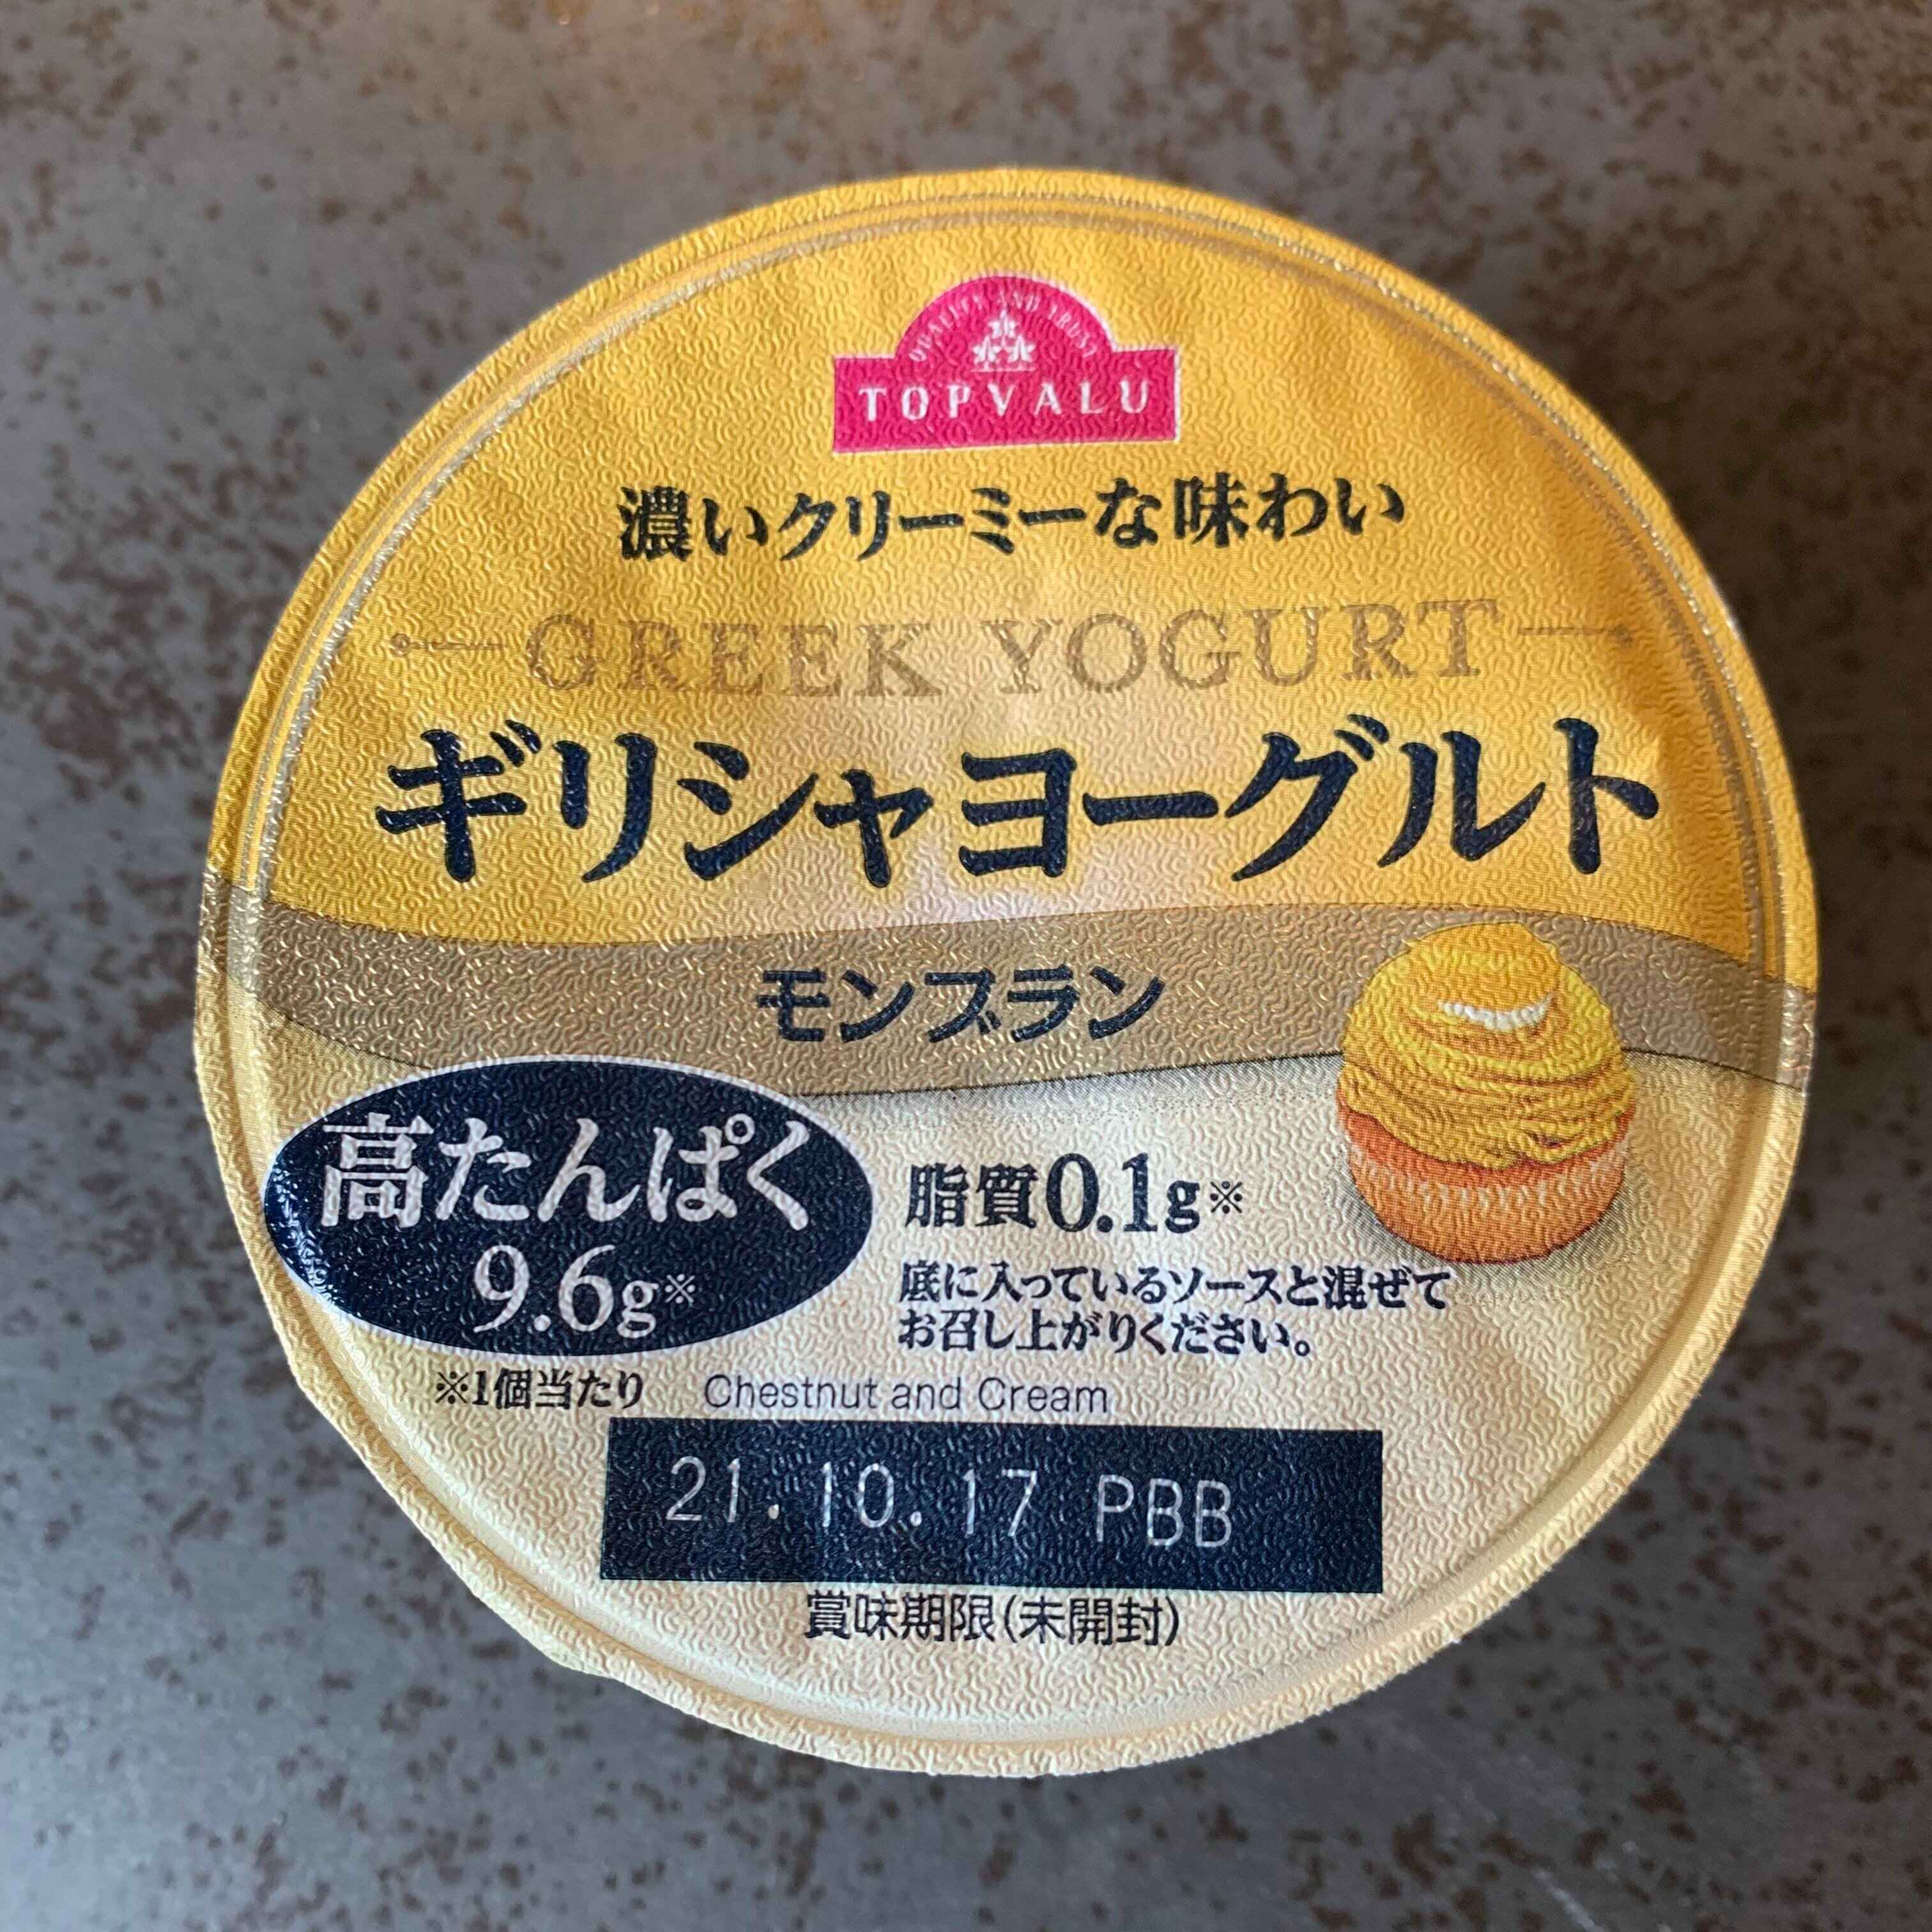 QUALITY AND TRUST
TOPVALU
濃いクリーミーな味わい
GREEK YOGURT
ギリシャヨーグルト
モンブラン
高たんぱく
9.6g※
脂質0.1g※
底に入っているソースと混ぜて
お召し上がりください。
※1個当たり
Chestnut and Cream
21.10.17 PBB
賞味期限(未開封)